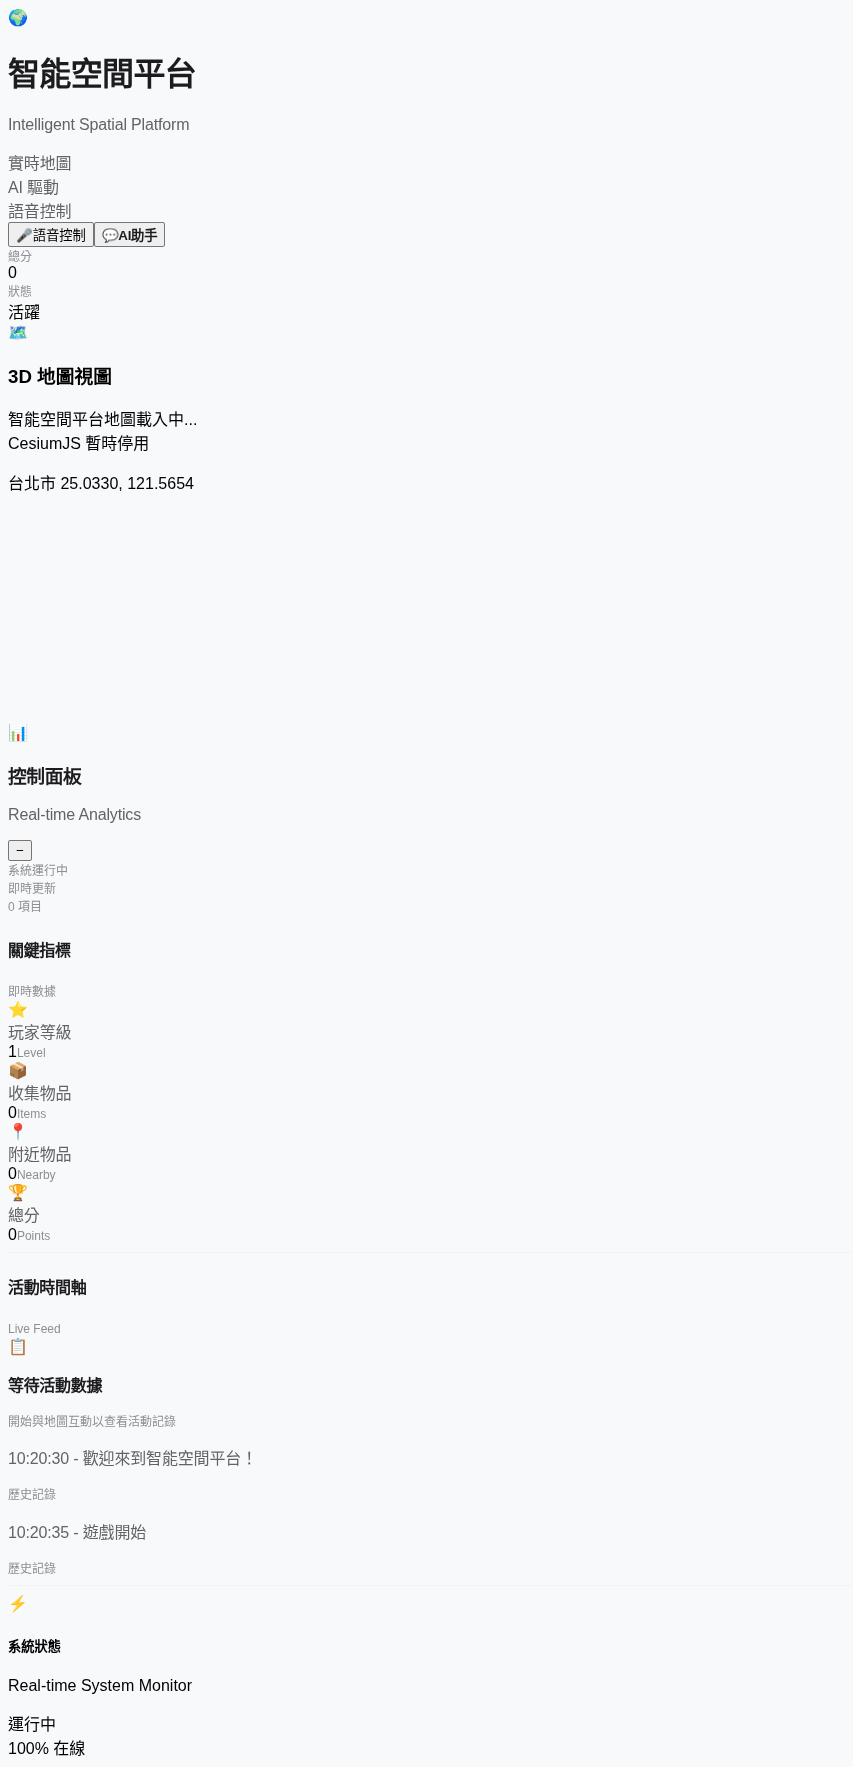 智能空間平台
Intelligent Spatial Platform
實時地圖
AI 驅動
語音控制
🎤語音控制 💬AI助手
總分
0
狀態
活躍
3D 地圖視圖
智能空間平台地圖載入中...
CesiumJS 暫時停用
台北市 25.0330, 121.5654
控制面板
Real-time Analytics
−
系統運行中
即時更新
0 項目
關鍵指標
即時數據
玩家等級
1Level
收集物品
0Items
附近物品
0Nearby
總分
0Points
活動時間軸
Live Feed
等待活動數據
開始與地圖互動以查看活動記錄
10:20:30 - 歡迎來到智能空間平台！
歷史記錄
10:20:35 - 遊戲開始
歷史記錄
系統狀態
Real-time System Monitor
運行中
100% 在線